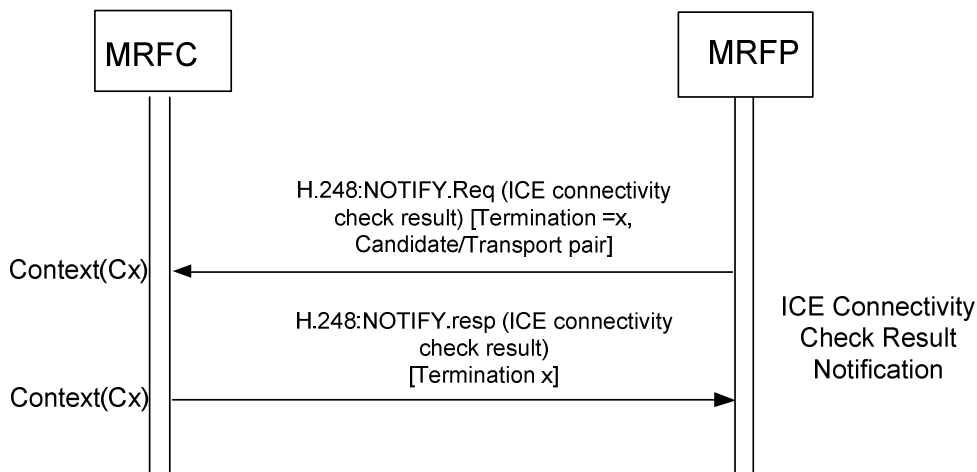 MRFC
MRFP
H.248:NOTIFY.Req (ICE connectivity
check result) [Termination =x,
Candidate/Transport pair]
Context(Cx)
H.248:NOTIFY.resp (ICE connectivity
check result)
[Termination x]
Context(Cx)
ICE Connectivity
Check Result
Notification